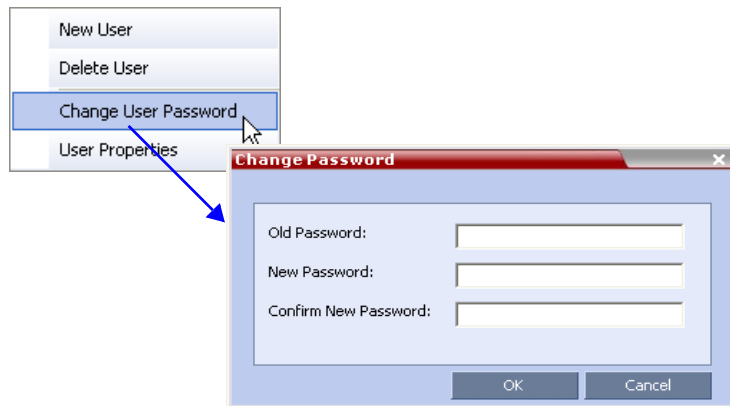 New User
Delete User
Change User Password
User Properties
Change Password
Old Password:
New Password:
Confirm New Password:
OK Cancel